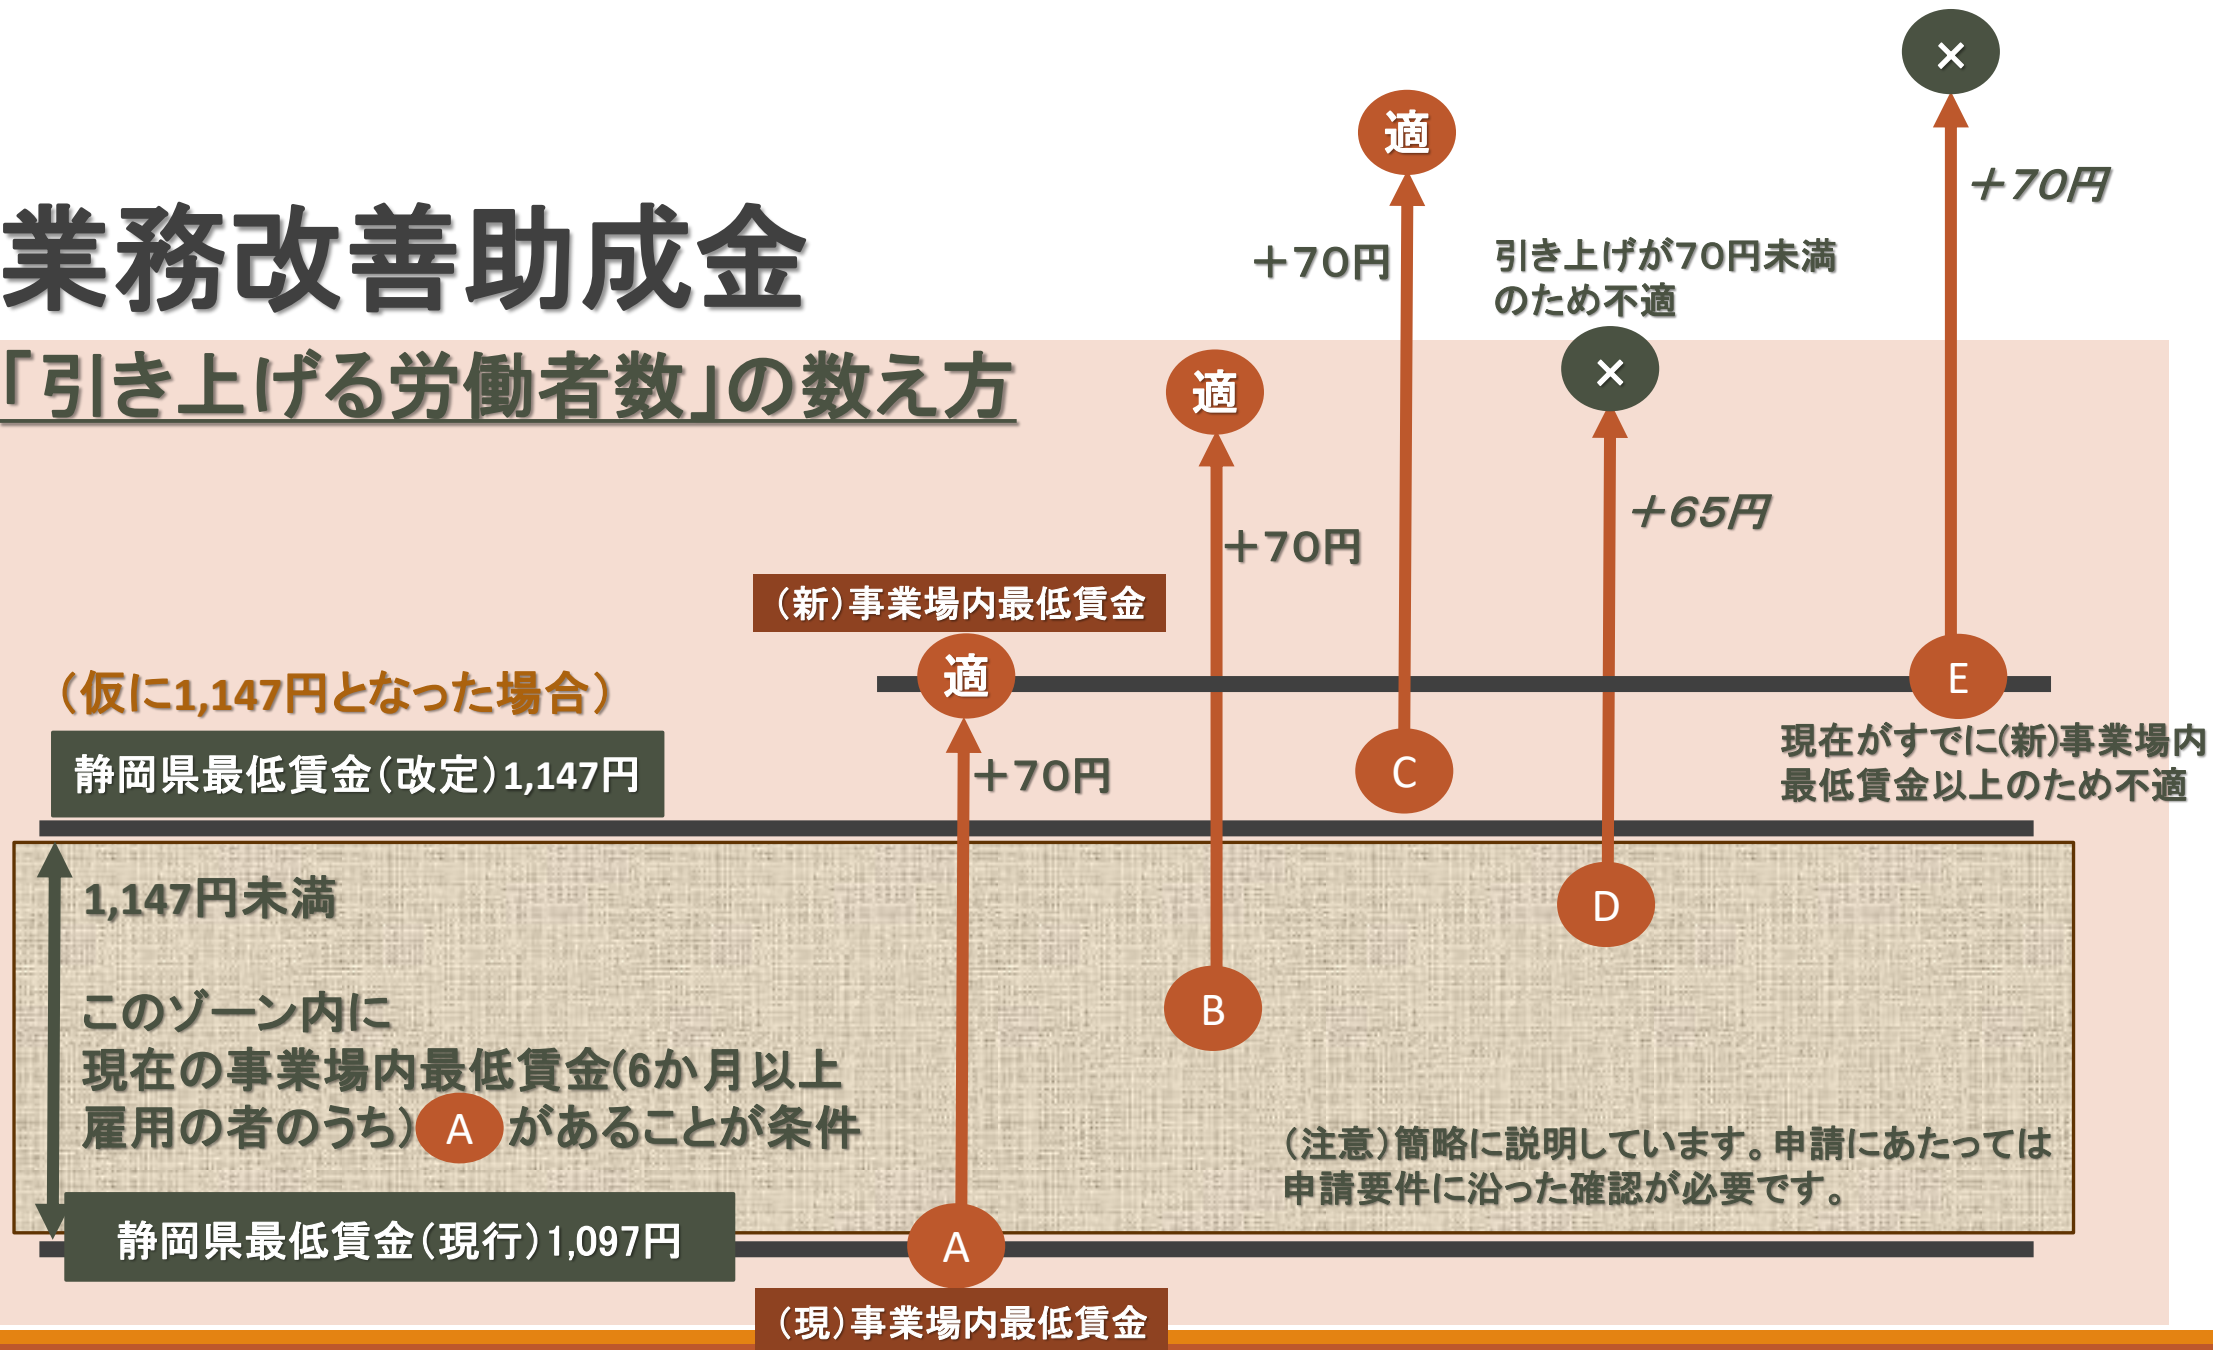 業務改善助成金
「引き上げる労働者数」の数え方
×
適
＋70円
＋70円
引き上げが70円未満
のため不適
×
適
＋65円
＋70円
（新）事業場内最低賃金
適
E
（仮に1,147円となった場合）
現在がすでに(新)事業場内
最低賃金以上のため不適
静岡県最低賃金（改定）1,147円
＋70円
C
1,147円未満
D
このゾーン内に
B
現在の事業場内最低賃金(6か月以上
雇用の者のうち) A があることが条件
（注意）簡略に説明しています。申請にあたっては
申請要件に沿った確認が必要です。
静岡県最低賃金（現行）1,097円
A
（現）事業場内最低賃金